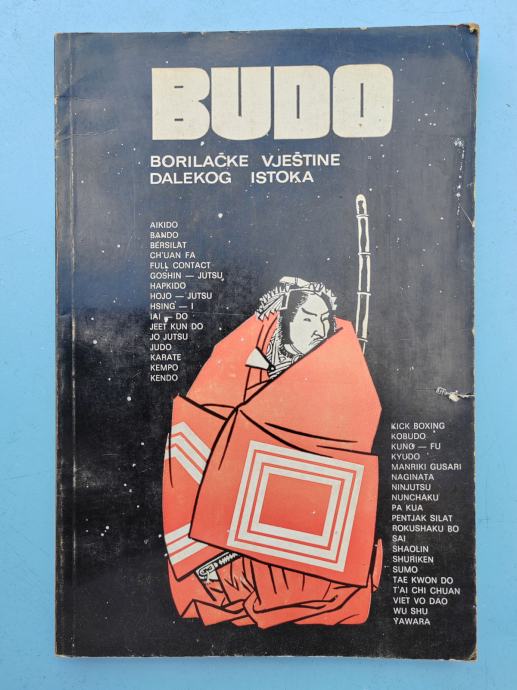 BUDO
BORILAČKE VJEŠTINE
DALEKOG ISTOKA
AIKIDO
BANDO
BERSILAT
CH'UAN FA
FULL CONTACT
GOSHIN — JUTSU
HAPKIDO
HOJO — JUTSU
HSING — I
IAI — DO
JEET KUN DO
JO JUTSU
JUDO
KARATE
KEMPO
KENDO
KICK BOXING
KOBUDO
KUNG — FU
KYUDO
MANRIKI GUSARI
NAGINATA
NINJUTSU
NUNCHAKU
PA KUA
PENTJAK SILAT
ROKUSHAKU BO
SAI
SHAOLIN
SHURIKEN
SUMO
TAE KWON DO
T'AI CHI CHUAN
VIET VO DAO
WU SHU
YAWARA